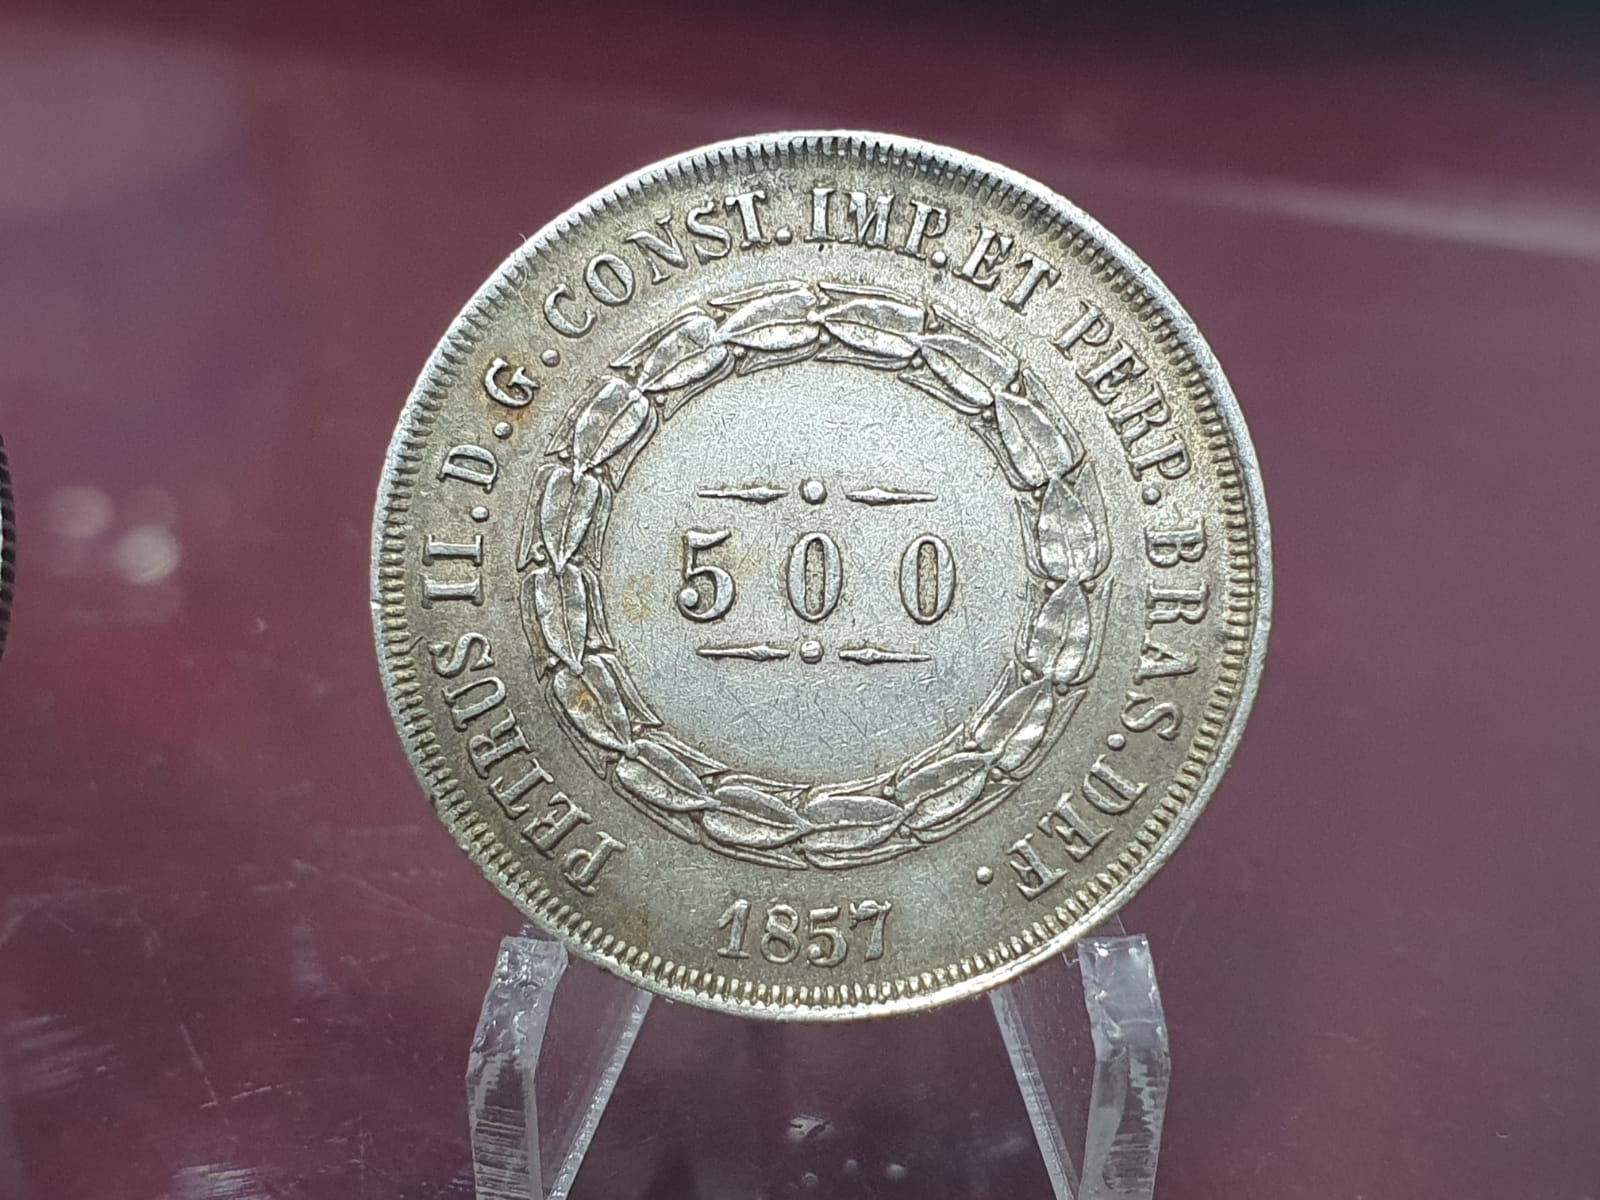 PETRUS II.D.G.CONST.IMP.ET PERP.BRAS.DEF.
500
1857